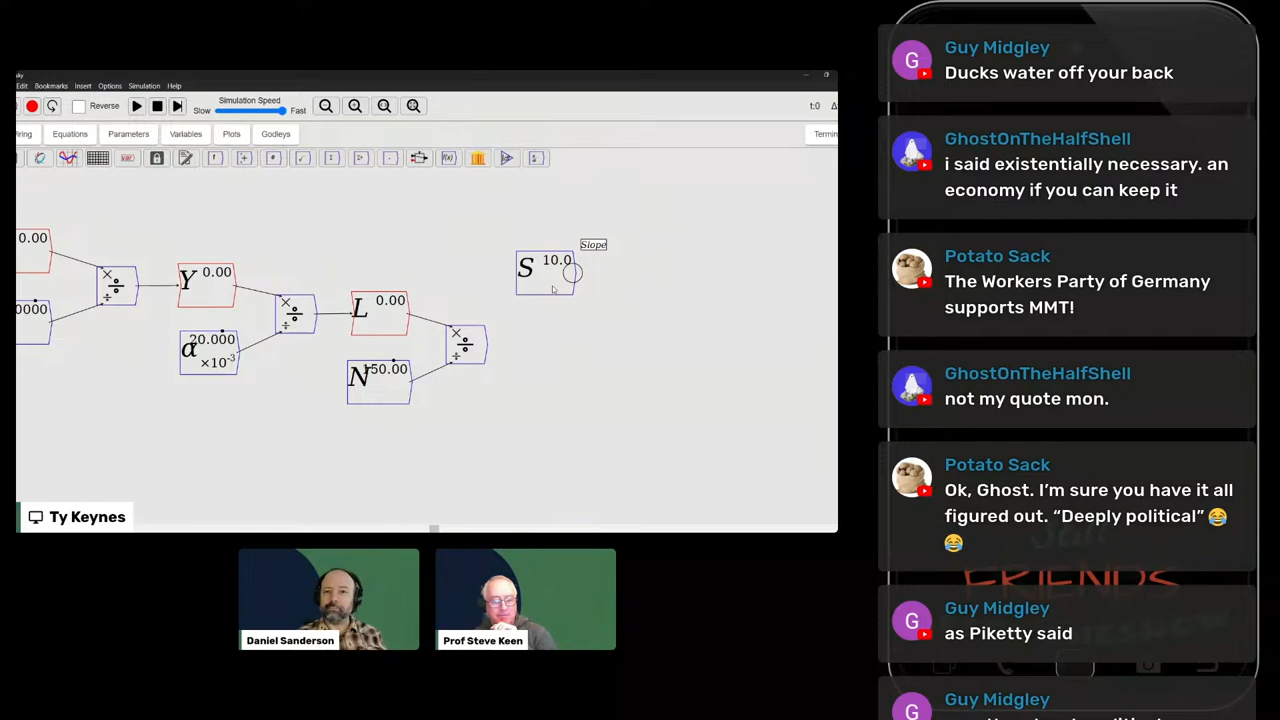 Edit Bookmarks Insert Options Simulation Help
Reverse
Simulation Speed
Slow
Fast
t:0
Equations
Parameters
Variables
Plots
Godleys
var
f(x)
0.00
0000
×
÷
÷
Y 0.00
α 20.000
×10-3
×
÷
÷
L 0.00
N 150.00
×
÷
÷
Slope
S 10.0
Ty Keynes
Daniel Sanderson
Prof Steve Keen
Guy Midgley
Ducks water off your back
GhostOnTheHalfShell
i said existentially necessary. an
economy if you can keep it
Potato Sack
The Workers Party of Germany
supports MMT!
GhostOnTheHalfShell
not my quote mon.
Potato Sack
Ok, Ghost. I’m sure you have it all
figured out. “Deeply political” 😂
😂
FRIENDS
Guy Midgley
as Piketty said
Guy Midgley